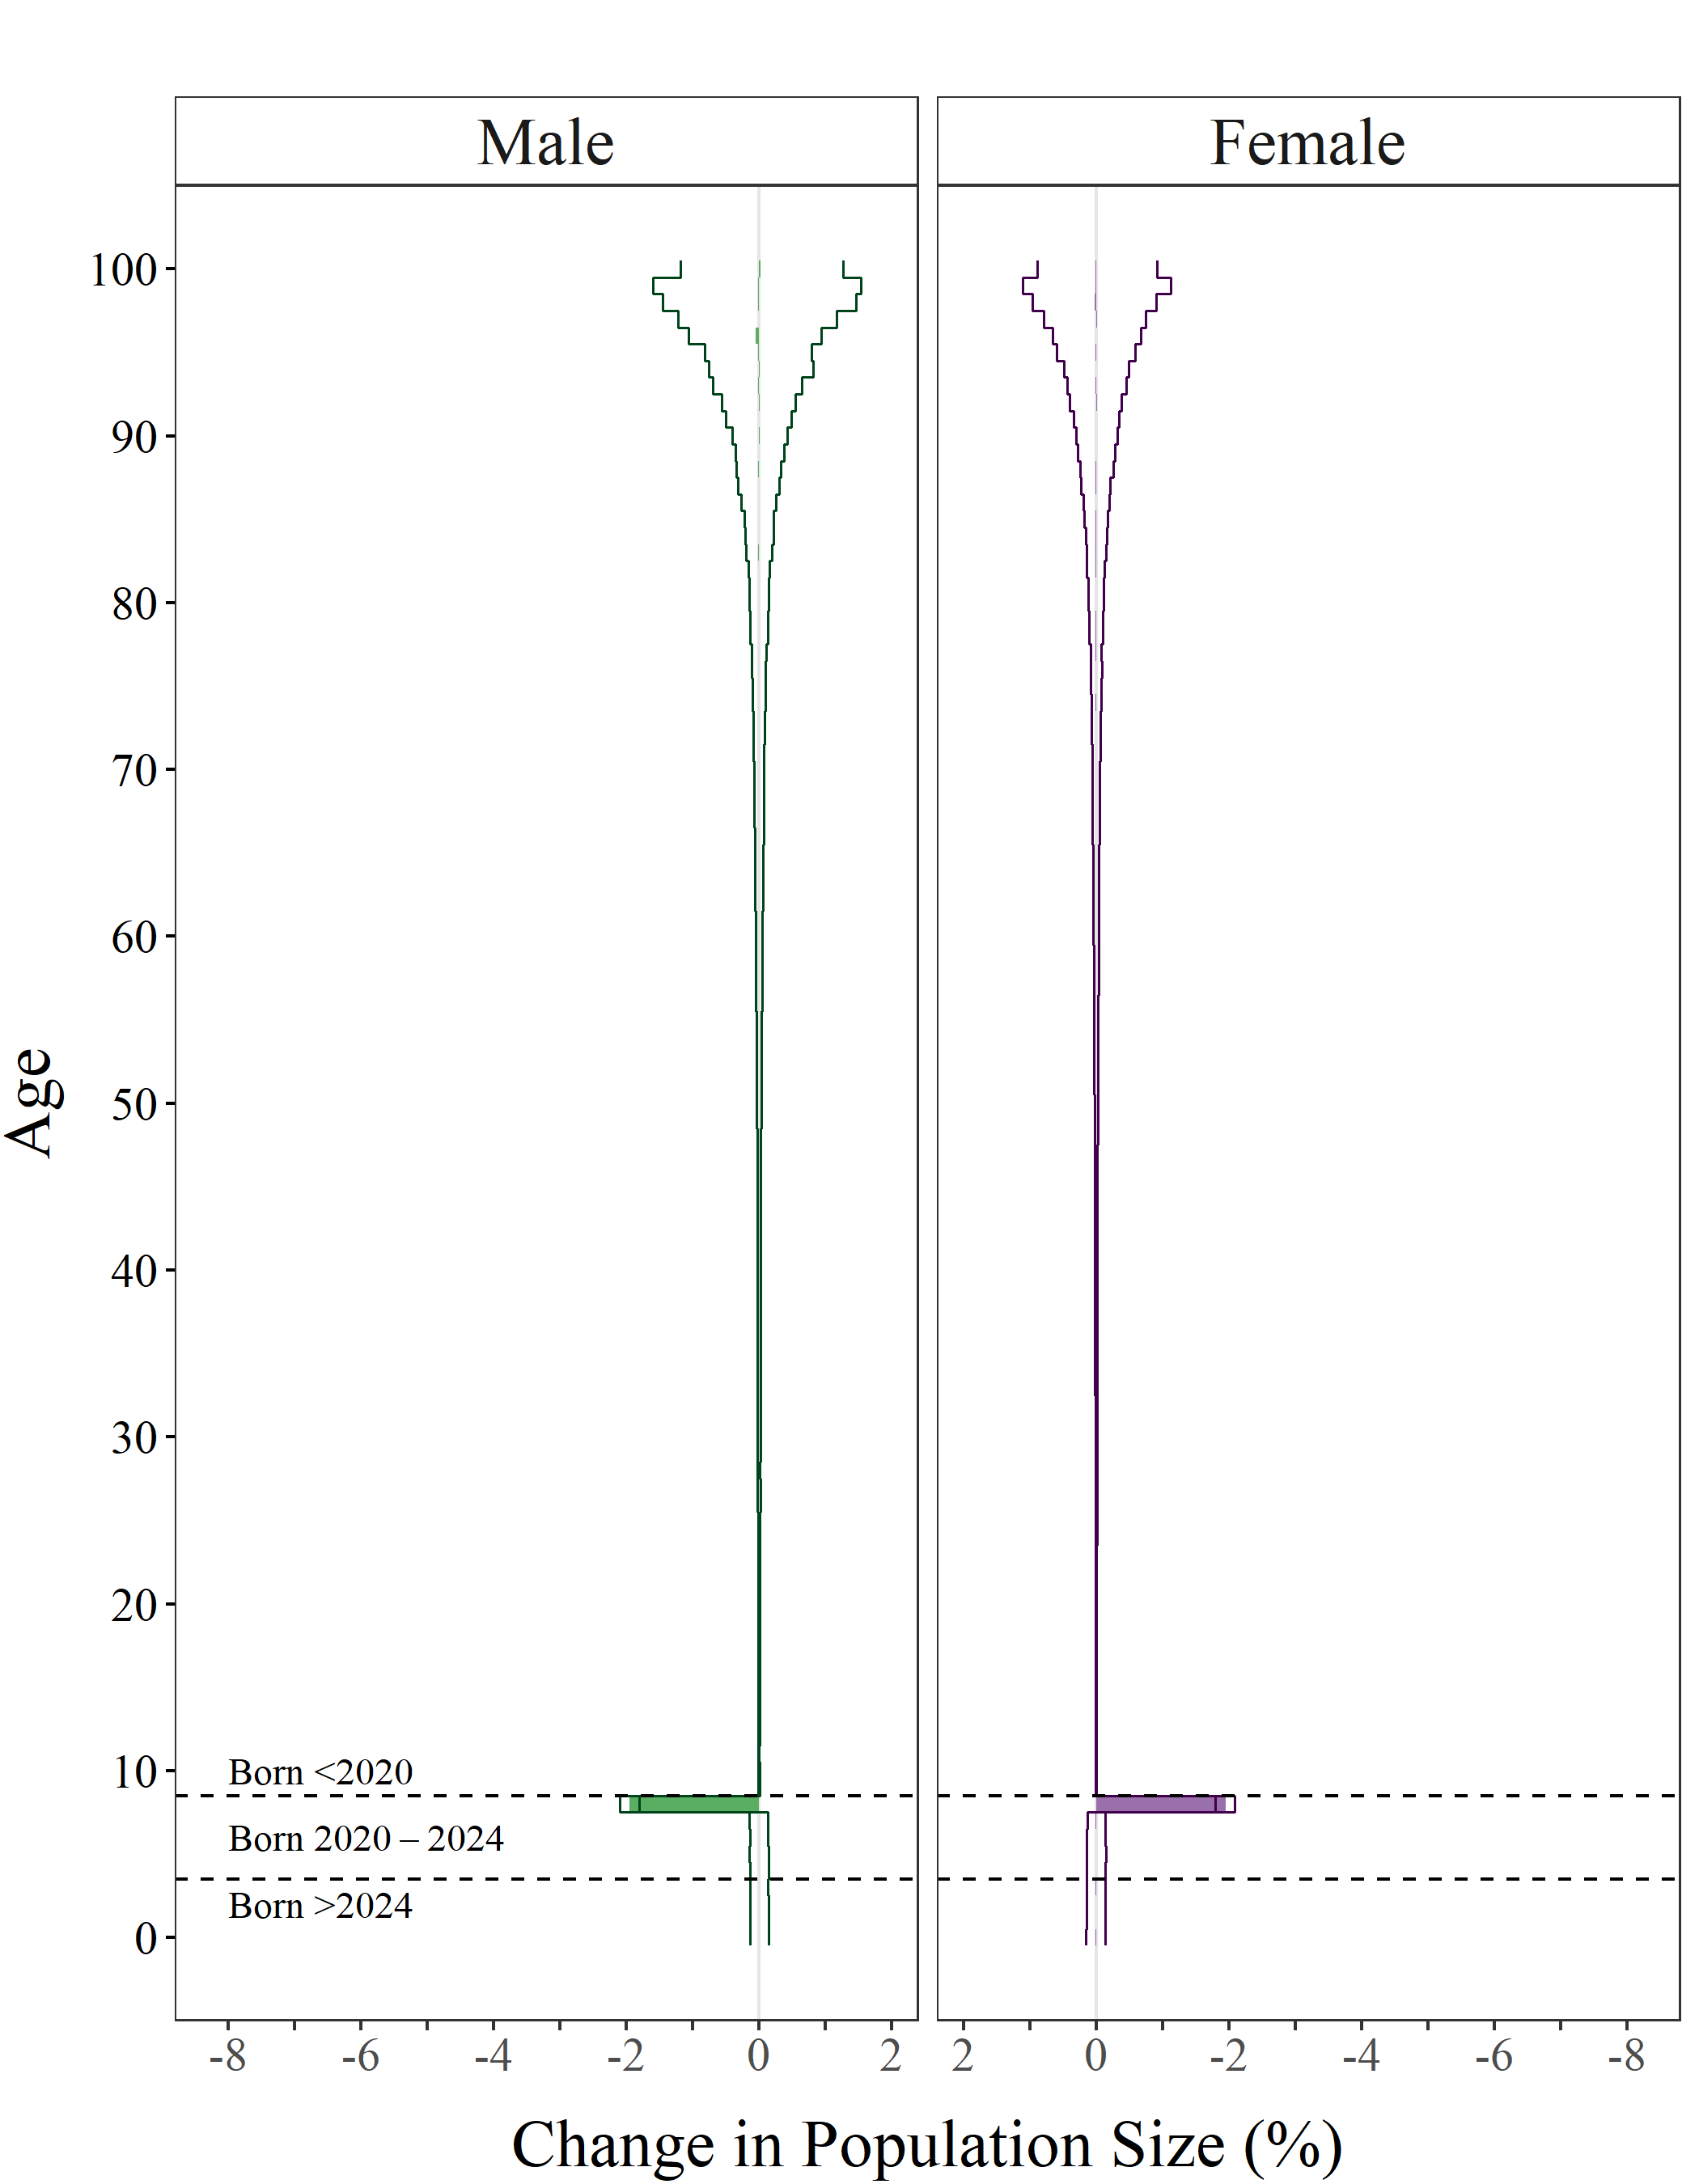 Male
Female
100
90
80
70
60
50
40
30
20
10
0
Age
Born <2020
Born 2020 – 2024
Born >2024
-8 -6 -4 -2 0 2
2 0 -2 -4 -6 -8
Change in Population Size (%)